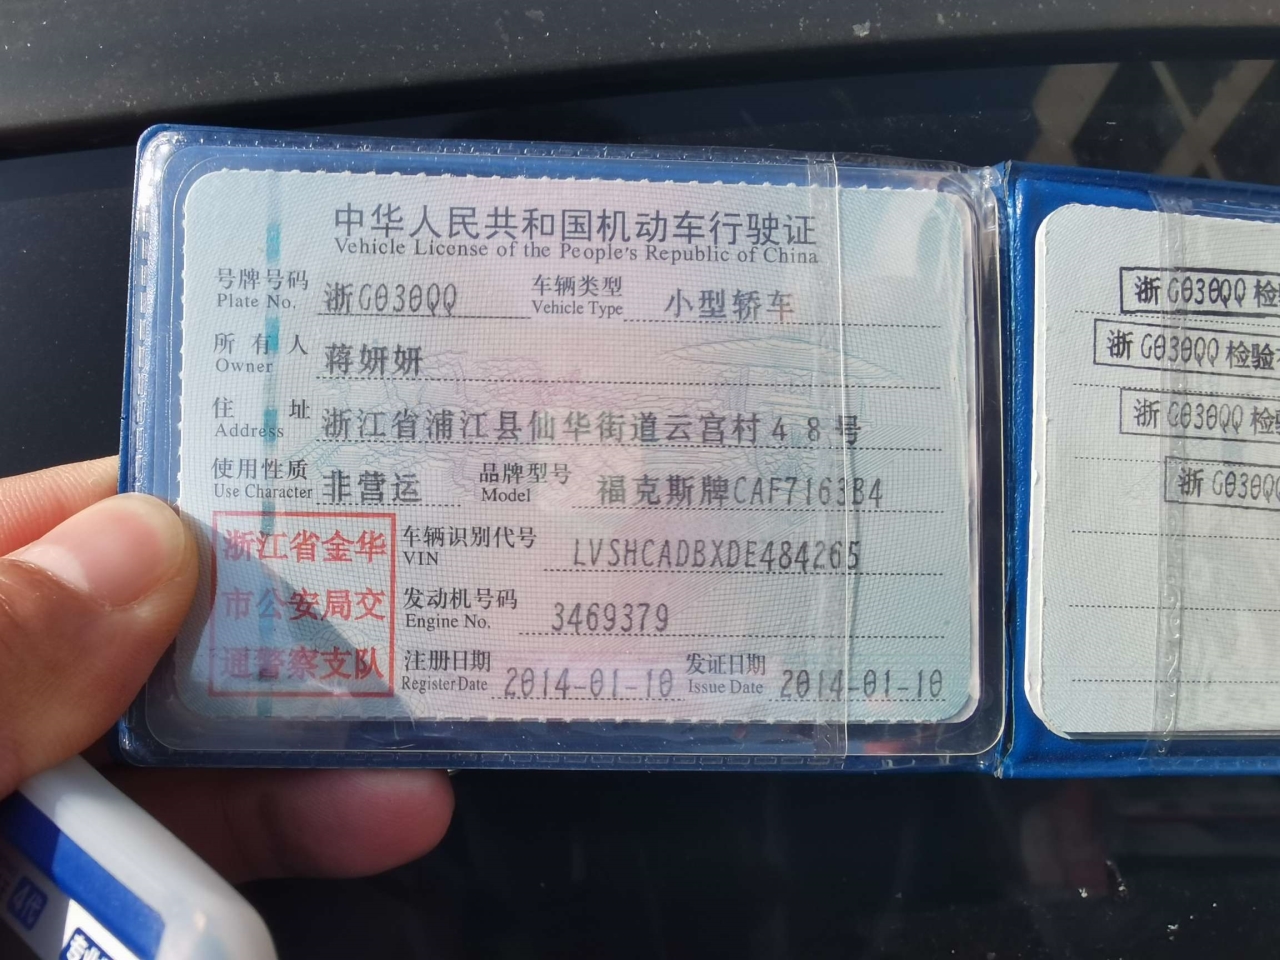 中华人民共和国机动车行驶证
Vehicle License of the People's Republic of China
号牌号码 浙G030QQ 车辆类型 小型轿车
Plate No. Vehicle Type
所有人 蒋妍妍
Owner
住址 浙江省浦江县仙华街道云宫村48号
Address
使用性质 非营运 品牌型号 福克斯牌CAF7163B4
Use Character Model
浙江省金华
市公安局交
通警察支队
车辆识别代号 LVSHCADBXDE484265
VIN
发动机号码 3469379
Engine No.
注册日期 2014-01-10 发证日期 2014-01-10
Register Date Issue Date
浙G030QQ 检
浙G030QQ 检验
浙G030QQ 检
浙G030Q
4代
专业